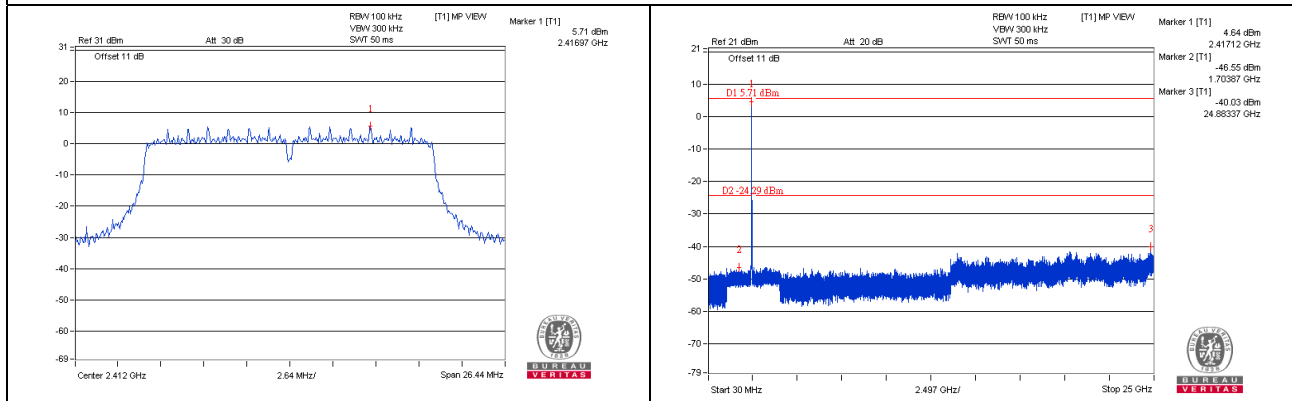 RBW 100 kHz [T1] MP VIEW
VBW 300 kHz
Ref 31 dBm Att 30 dB SWT 50 ms
Marker 1 [T1]
5.71 dBm
2.41697 GHz
31
Offset 11 dB
20
10
1
0
-10
-20
-30
-40
-50
-60
-69
Center 2.412 GHz 2.64 MHz/ Span 26.44 MHz
BUREAU VERITAS
1828
BUREAU
VERITAS
RBW 100 kHz [T1] MP VIEW
VBW 300 kHz
Ref 21 dBm Att 20 dB SWT 50 ms
Marker 1 [T1]
4.64 dBm
2.41712 GHz
Marker 2 [T1]
-46.55 dBm
1.70387 GHz
Marker 3 [T1]
-40.03 dBm
24.88337 GHz
21
Offset 11 dB
10
1
D1 5.71 dBm
0
-10
-20
D2 -24.29 dBm
-30
3
-40
2
-50
-60
-70
-79
Start 30 MHz 2.497 GHz/ Stop 25 GHz
BUREAU VERITAS
1828
BUREAU
VERITAS